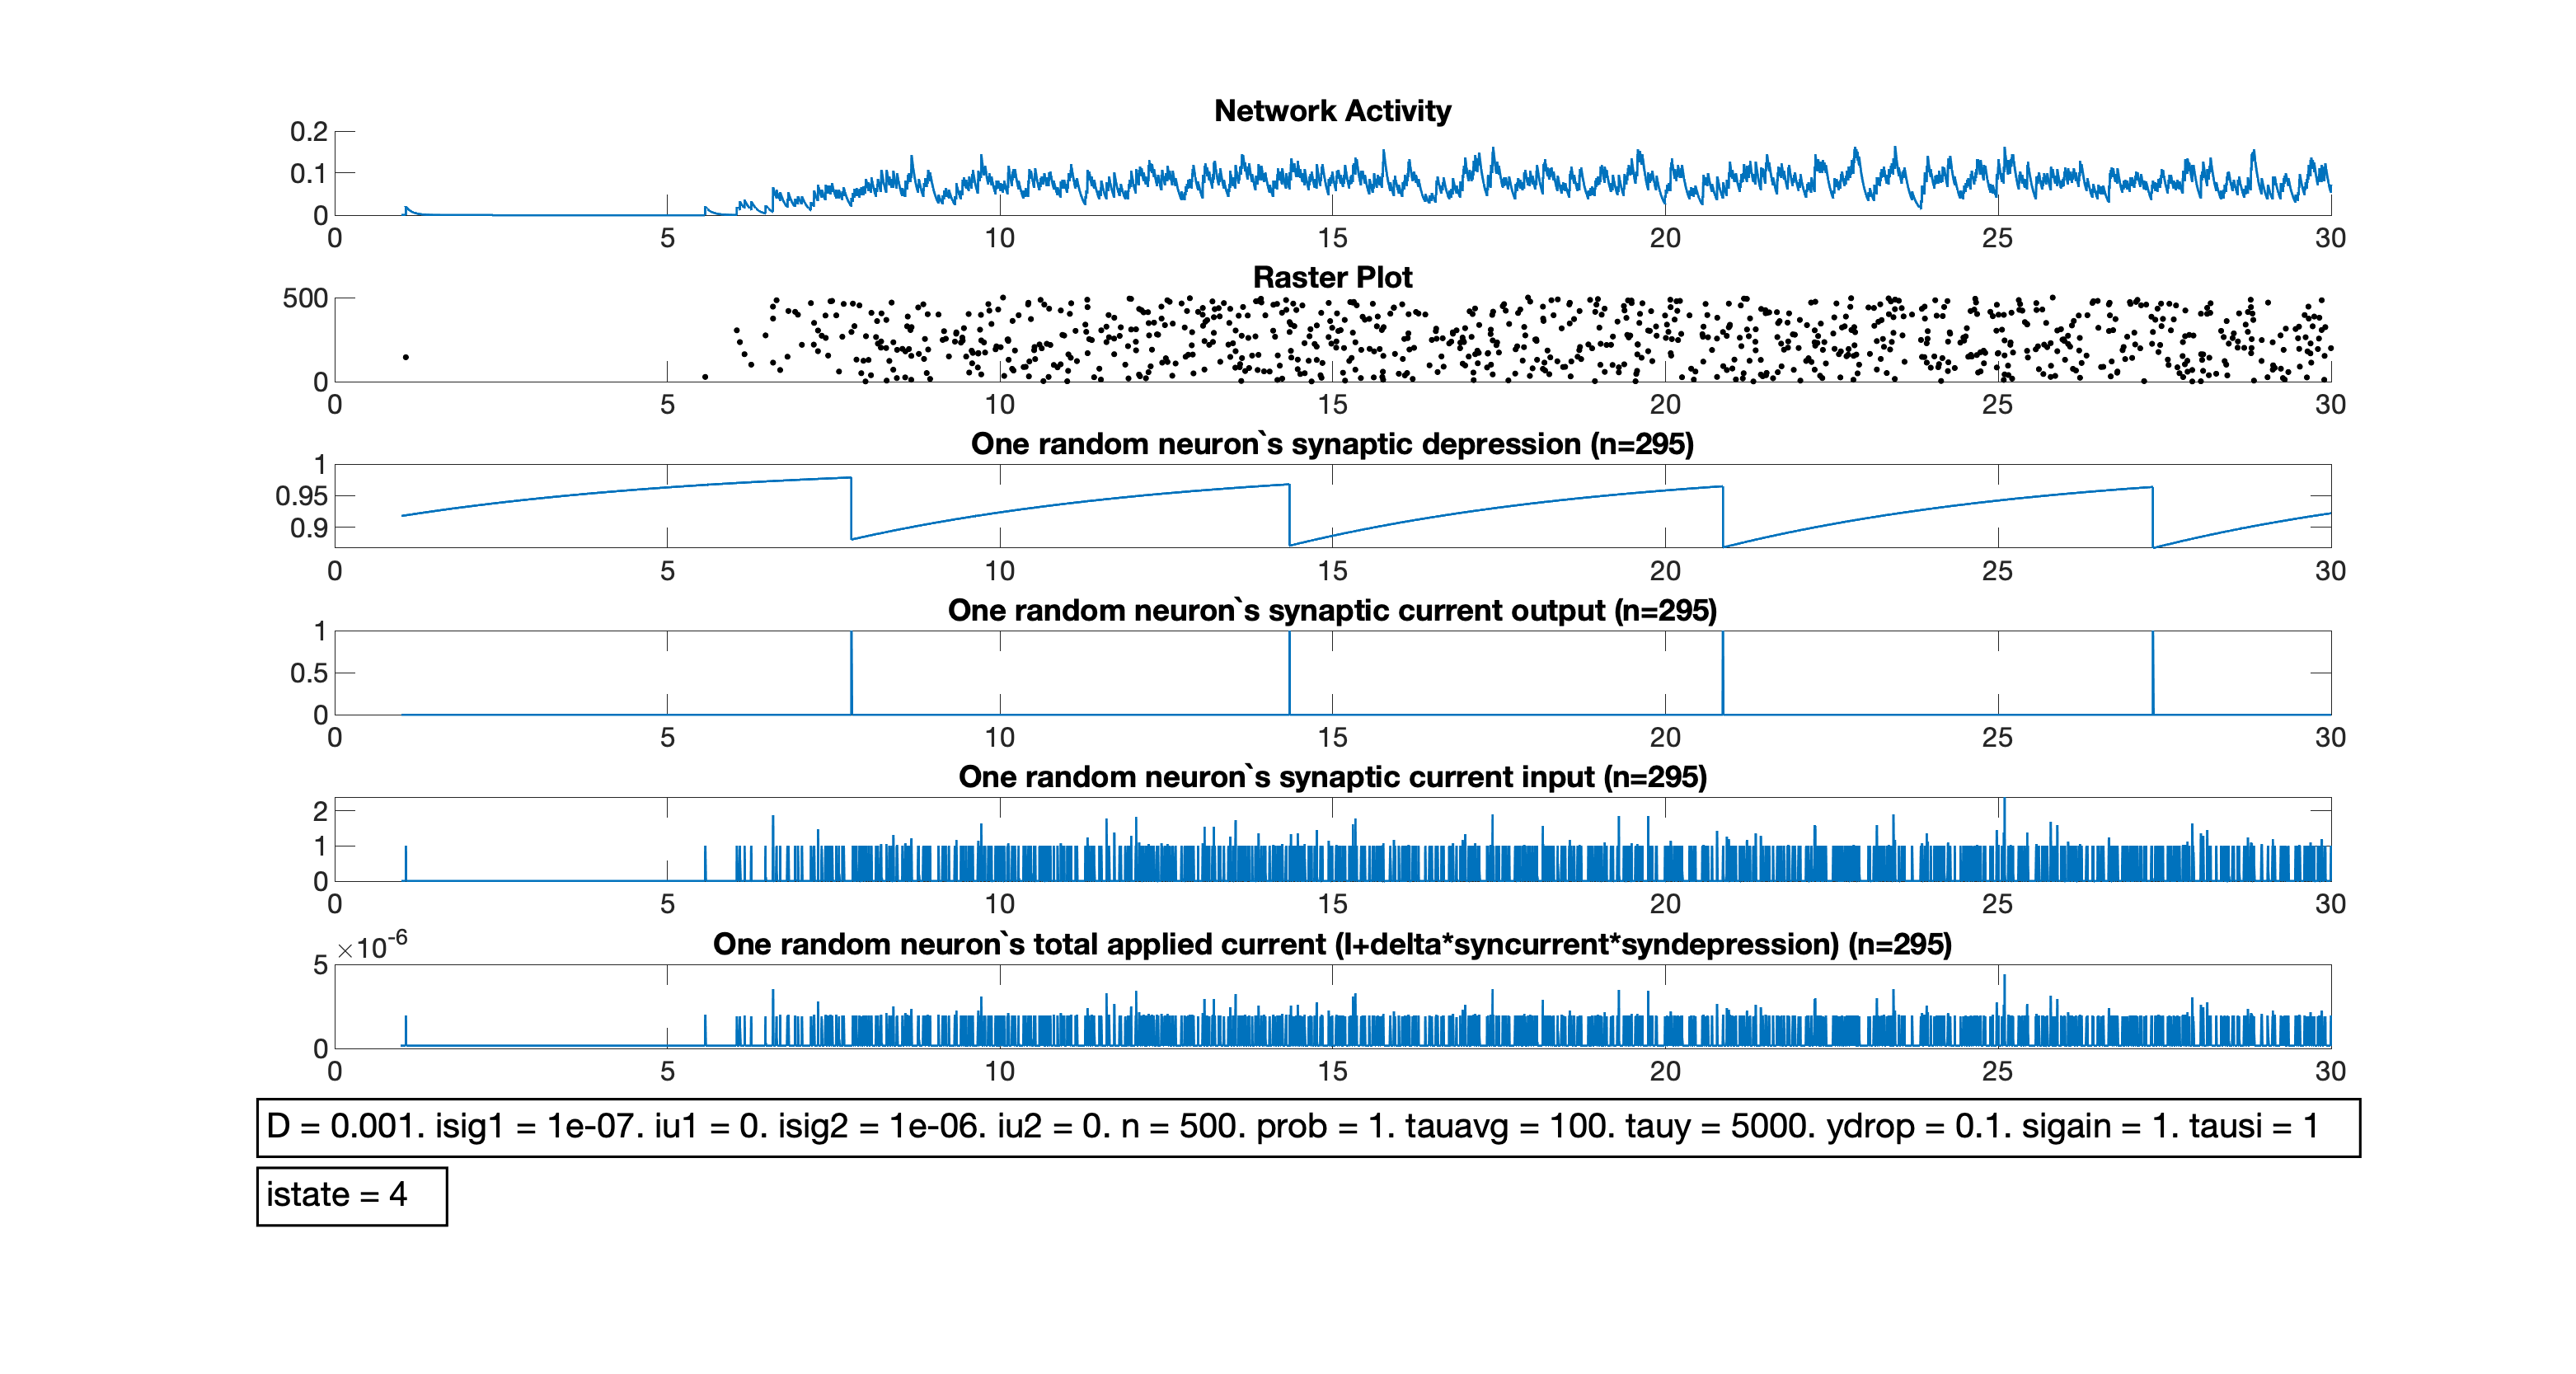 Network Activity
0.2
0.1
0
0 5 10 15 20 25 30
Raster Plot
500
0
0 5 10 15 20 25 30
One random neuron`s synaptic depression (n=295)
1
0.95
0.9
0 5 10 15 20 25 30
One random neuron`s synaptic current output (n=295)
1
0.5
0
0 5 10 15 20 25 30
One random neuron`s synaptic current input (n=295)
2
1
0
0 5 10 15 20 25 30
One random neuron`s total applied current (I+delta*syncurrent*syndepression) (n=295)
×10-6
5
0
0 5 10 15 20 25 30
D = 0.001. isig1 = 1e-07. iu1 = 0. isig2 = 1e-06. iu2 = 0. n = 500. prob = 1. tauavg = 100. tauy = 5000. ydrop = 0.1. sigain = 1. tausi = 1
istate = 4